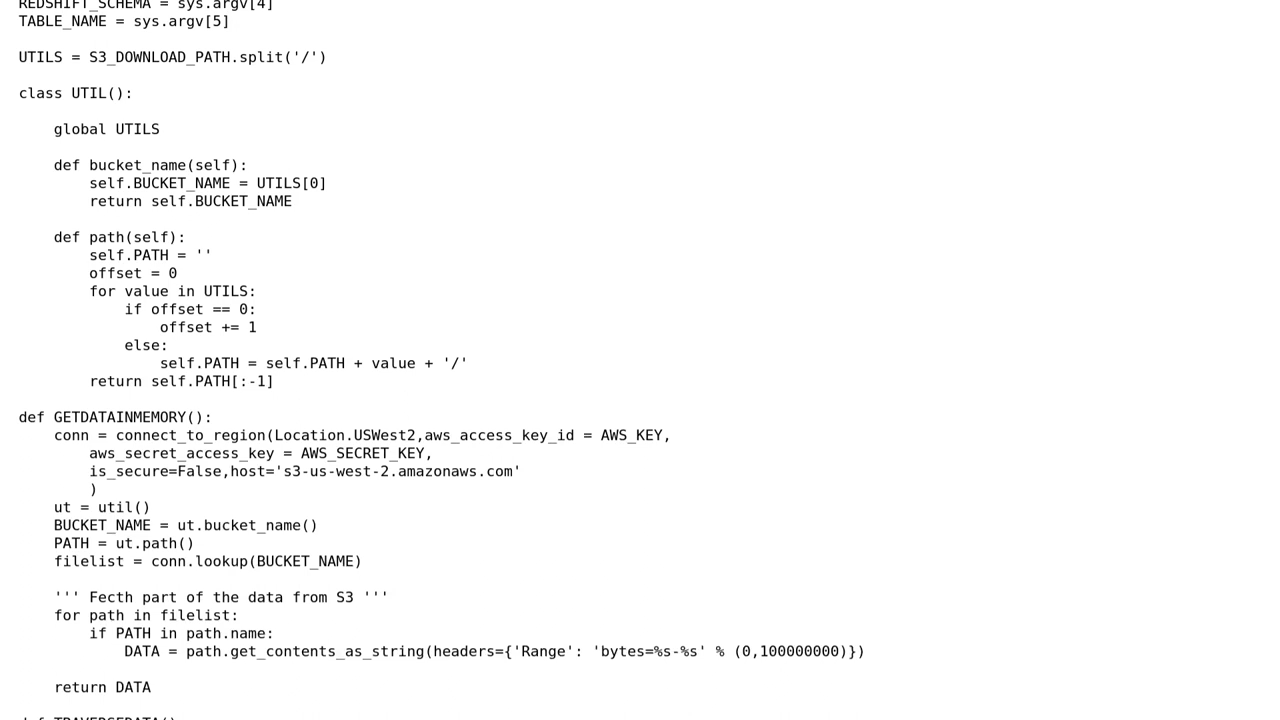 REDSHIFT_SCHEMA = sys.argv[4]
TABLE_NAME = sys.argv[5]

UTILS = S3_DOWNLOAD_PATH.split('/')

class UTIL():

    global UTILS

    def bucket_name(self):
        self.BUCKET_NAME = UTILS[0]
        return self.BUCKET_NAME

    def path(self):
        self.PATH = ''
        offset = 0
        for value in UTILS:
            if offset == 0:
                offset += 1
            else:
                self.PATH = self.PATH + value + '/'
        return self.PATH[:-1]

def GETDATAINMEMORY():
    conn = connect_to_region(Location.USWest2,aws_access_key_id = AWS_KEY,
        aws_secret_access_key = AWS_SECRET_KEY,
        is_secure=False,host='s3-us-west-2.amazonaws.com'
        )
    ut = util()
    BUCKET_NAME = ut.bucket_name()
    PATH = ut.path()
    filelist = conn.lookup(BUCKET_NAME)

    ''' Fecth part of the data from S3 '''
    for path in filelist:
        if PATH in path.name:
            DATA = path.get_contents_as_string(headers={'Range': 'bytes=%s-%s' % (0,100000000)})

    return DATA

def TRAVERSEDATA():